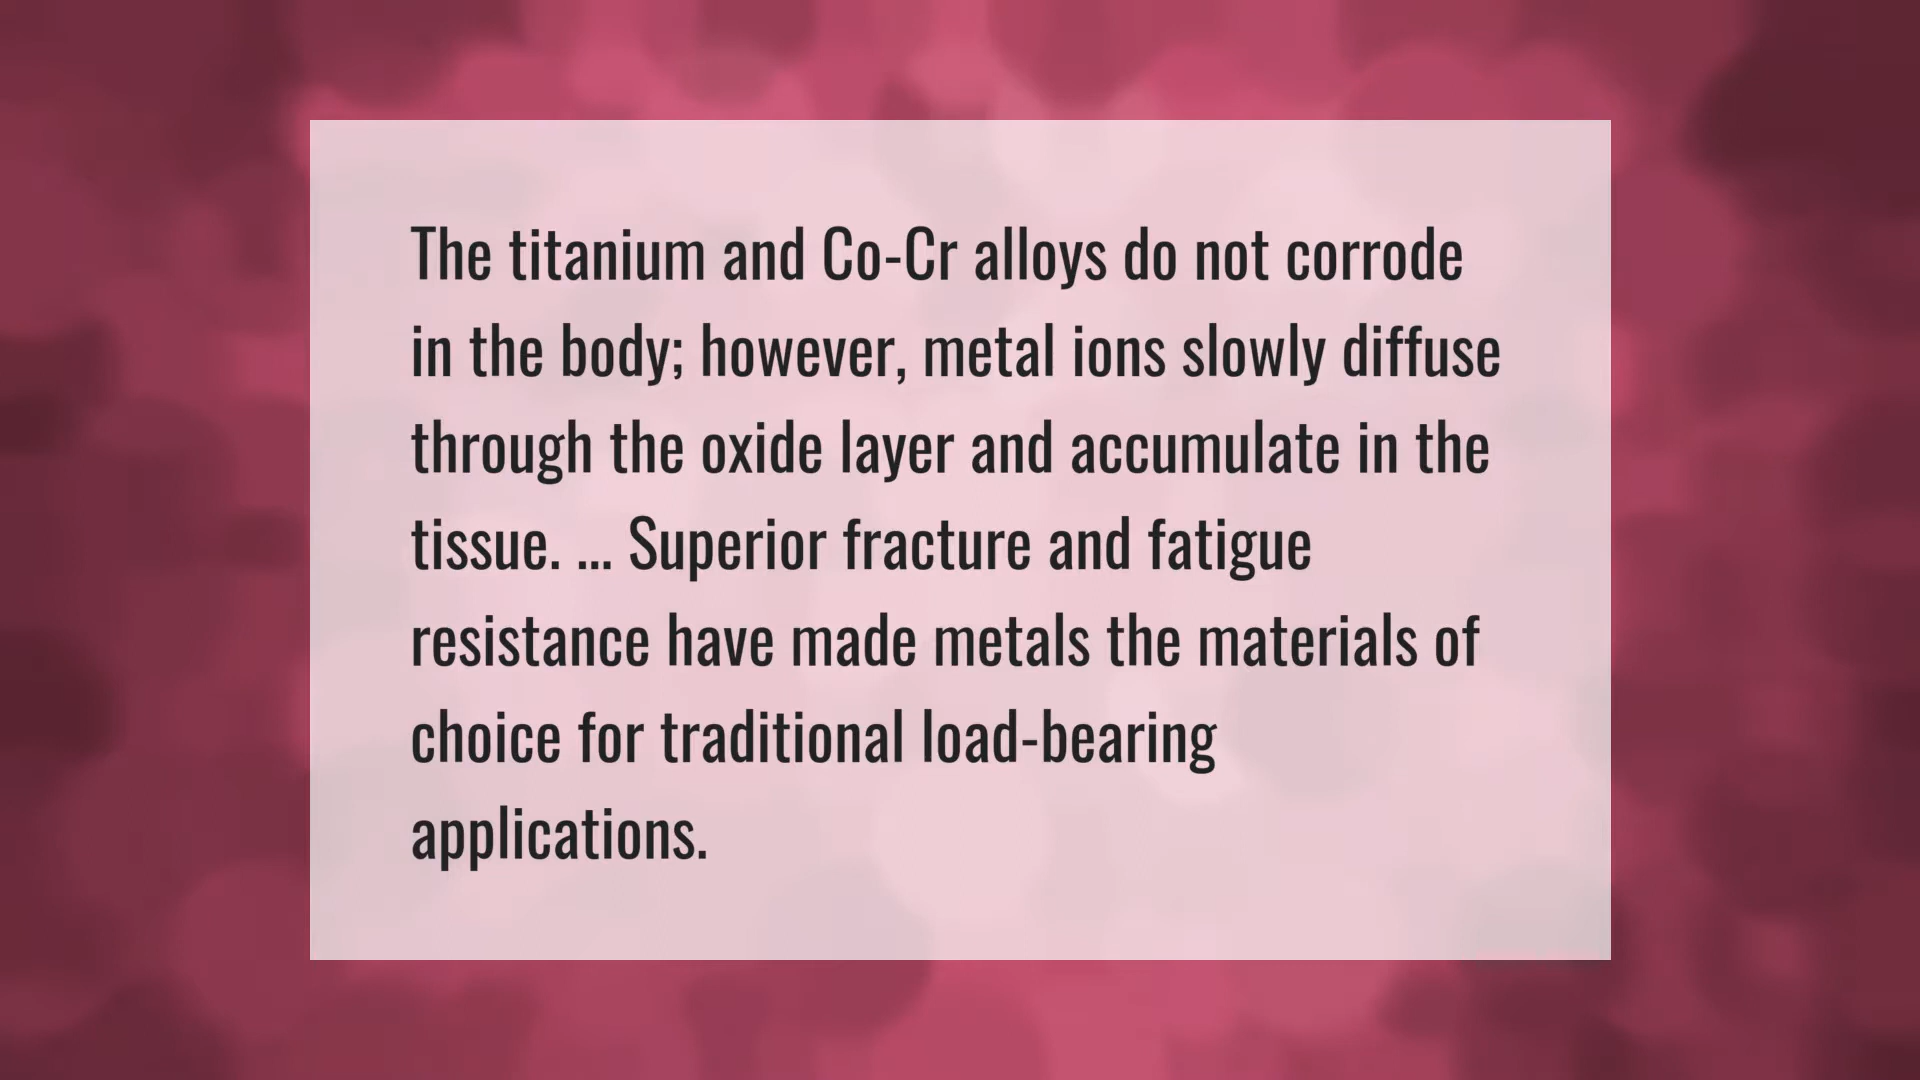 The titanium and Co-Cr alloys do not corrode
in the body; however, metal ions slowly diffuse
through the oxide layer and accumulate in the
tissue. ... Superior fracture and fatigue
resistance have made metals the materials of
choice for traditional load-bearing
applications.